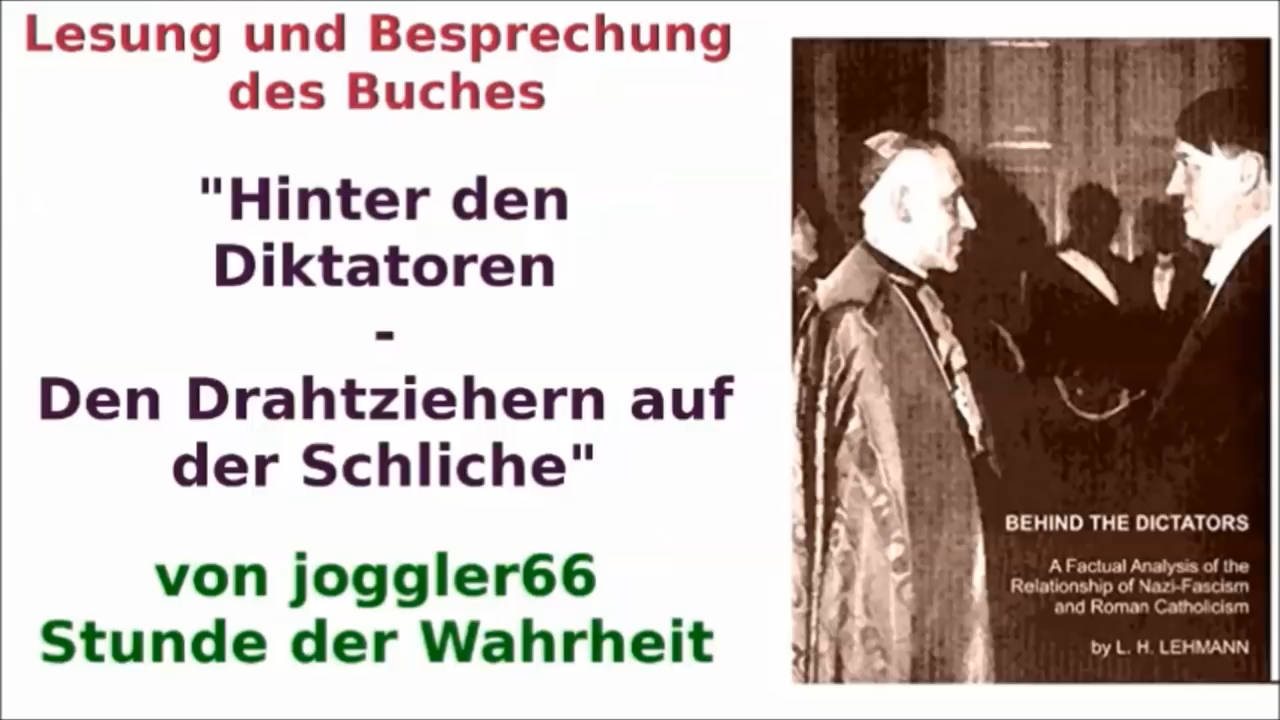 Lesung und Besprechung
des Buches
"Hinter den
Diktatoren
-
Den Drahtziehern auf
der Schliche"
von joggler66
Stunde der Wahrheit
BEHIND THE DICTATORS
A Factual Analysis of the
Relationship of Nazi-Fascism
and Roman Catholicism
by L. H. LEHMANN